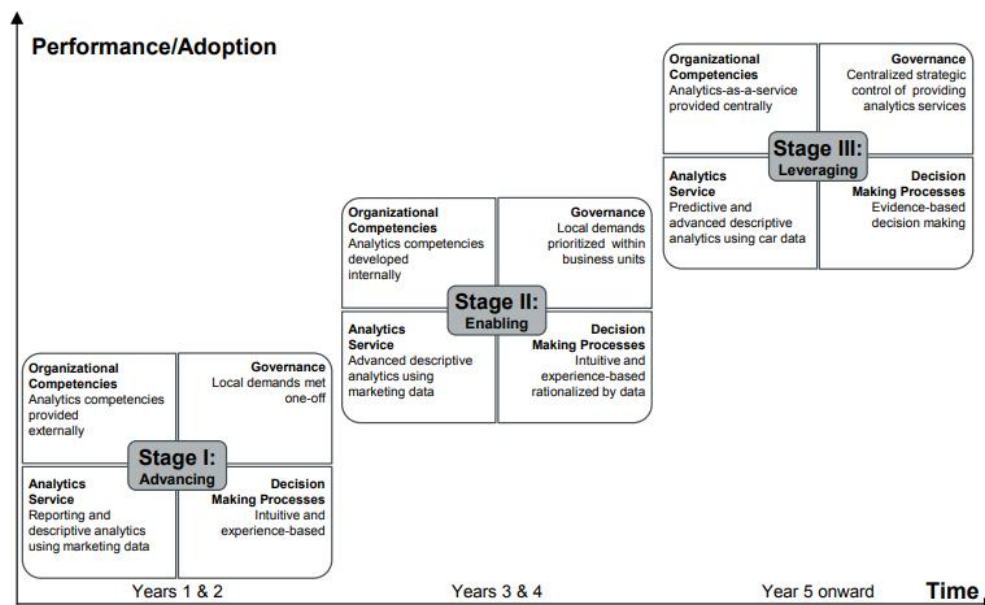 Performance/Adoption
Organizational
Competencies
Analytics-as-a-service
provided centrally
Governance
Centralized strategic
control of providing
analytics services
Stage III:
Leveraging
Analytics
Service
Predictive and
advanced descriptive
analytics using car data
Decision
Making Processes
Evidence-based
decision making
Organizational
Competencies
Analytics competencies
developed
internally
Governance
Local demands
prioritized within
business units
Stage II:
Enabling
Analytics
Service
Advanced descriptive
analytics using
marketing data
Decision
Making Processes
Intuitive and
experience-based
rationalized by data
Organizational
Competencies
Analytics competencies
provided
externally
Governance
Local demands met
one-off
Stage I:
Advancing
Analytics
Service
Reporting and
descriptive analytics
using marketing data
Decision
Making Processes
Intuitive and
experience-based
Years 1 & 2
Years 3 & 4
Year 5 onward
Time